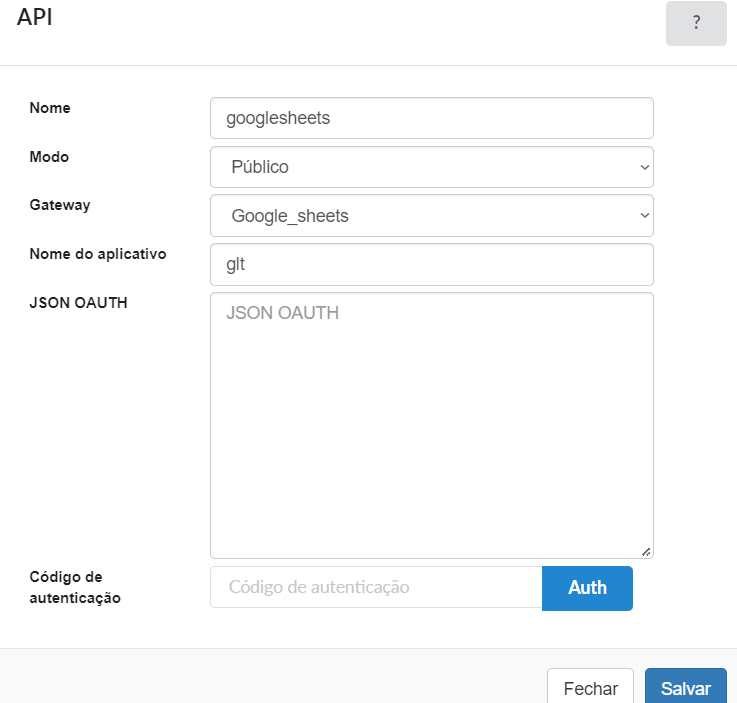 API
?
Nome
googlesheets
Modo
Público
Gateway
Google_sheets
Nome do aplicativo
glt
JSON OAUTH
JSON OAUTH
Código de
autenticação
Código de autenticação
Auth
Fechar
Salvar